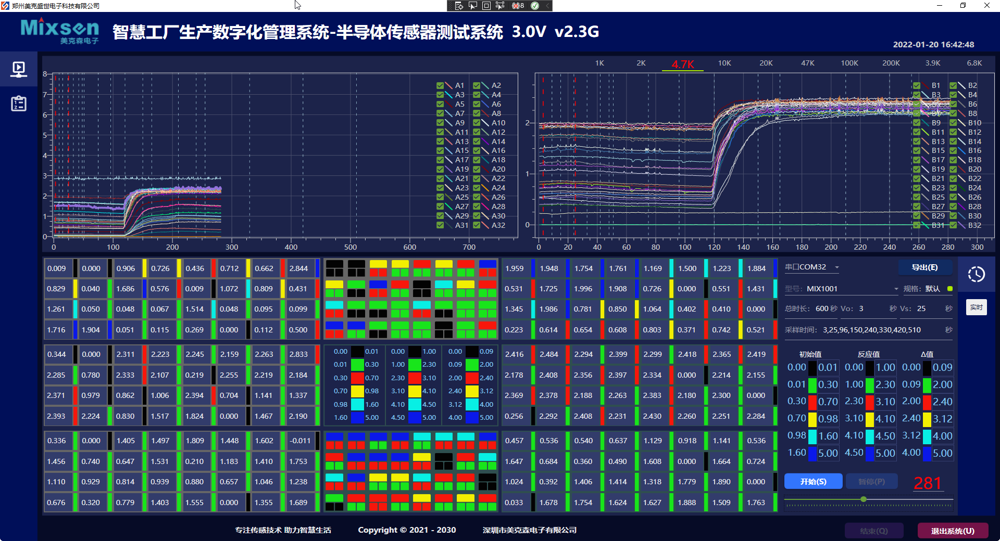 郑州美克盛世电子科技有限公司
8
Mixsen
美克森电子
智慧工厂生产数字化管理系统-半导体传感器测试系统 3.0V v2.3G
2022-01-20 16:42:48
1K 2K 4.7K 10K 20K 47K 100K 200K 3.9K 6.8K
8
7
6
5
4
3
2
1
0
0 100 200 300 400 500 600 700
A1 A2
A3 A4
A5 A6
A7 A8
A9 A10
A11 A12
A13 A14
A15 A16
A17 A18
A19 A20
A21 A22
A23 A24
A25 A26
A27 A28
A29 A30
A31 A32
2
1
0
0 20 40 60 80 100 120 140 160 180 200 220 240 260 280 300
B1 B2
B3 B4
B6
B8
B9 B10
B11 B12
B13 B14
B15 B16
B17 B18
B19 B20
B21 B22
B23 B24
B25 B26
B27 B28
B29 B30
B31 B32
0.009 0.000 0.906 0.726 0.436 0.712 0.662 2.844
0.829 0.040 1.686 0.576 0.009 1.072 0.809 0.431
1.261 0.050 0.048 0.067 1.514 0.048 0.095 0.099
1.716 1.904 0.051 0.115 0.269 0.000 0.112 0.500
1.959 1.948 1.754 1.761 1.169 1.500 1.223 1.884
0.531 1.725 1.996 1.908 0.726 0.000 0.551 1.431
1.345 1.986 0.781 0.850 1.064 0.402 0.410 0.000
0.223 0.614 0.654 0.608 0.803 0.371 0.742 0.521
0.344 0.000 2.311 2.223 2.245 2.159 2.263 2.833
2.285 0.780 2.333 2.107 0.219 2.255 2.219 2.184
2.371 0.979 0.862 1.006 2.394 0.704 1.141 1.337
2.393 2.224 0.830 1.517 1.824 0.000 1.467 2.190
0.00 0.01 0.00 1.00 0.00 0.09
0.01 0.30 1.00 2.30 0.09 2.00
0.30 0.70 2.30 3.10 2.00 2.40
0.70 0.98 3.10 4.10 2.40 3.12
0.98 1.60 4.10 4.50 3.12 4.00
1.60 5.00 4.50 5.00 4.00 5.00
2.416 2.484 2.294 2.399 2.299 2.418 2.365 2.419
2.178 2.408 2.356 2.397 2.334 0.000 2.214 2.155
2.369 2.378 2.188 2.263 2.383 2.180 2.300 0.000
0.256 2.292 2.408 2.231 2.430 2.260 2.251 2.284
0.336 0.000 1.405 1.497 1.809 1.448 1.602 -0.011
1.456 0.740 0.647 1.531 0.210 1.183 1.410 1.753
1.110 0.929 0.814 0.939 0.880 0.657 1.046 1.238
0.676 0.320 0.779 1.403 1.555 0.000 1.355 1.689
0.457 0.536 0.540 0.637 1.129 0.918 1.141 0.536
1.647 0.684 0.360 0.490 1.608 0.000 1.664 0.724
1.024 0.392 1.406 1.414 1.318 1.779 1.890 0.000
0.033 1.678 1.754 1.624 1.627 1.888 1.509 1.763
串口COM32 导出(E)
型号: MIX1001 规格: 默认
总时长: 600 秒 Vo: 3 秒 Vs: 25 秒
采样时间: 3,25,96,150,240,330,420,510 秒
实时
初始值 反应值 Δ值
0.00 0.01 0.00 1.00 0.00 0.09
0.01 0.30 1.00 2.30 0.09 2.00
0.30 0.70 2.30 3.10 2.00 2.40
0.70 0.98 3.10 4.10 2.40 3.12
0.98 1.60 4.10 4.50 3.12 4.00
1.60 5.00 4.50 5.00 4.00 5.00
开始(S) 暂停(P) 281
专注传感技术 助力智慧生活 Copyright © 2021 - 2030 深圳市美克森电子有限公司
结束(Q) 退出系统(U)